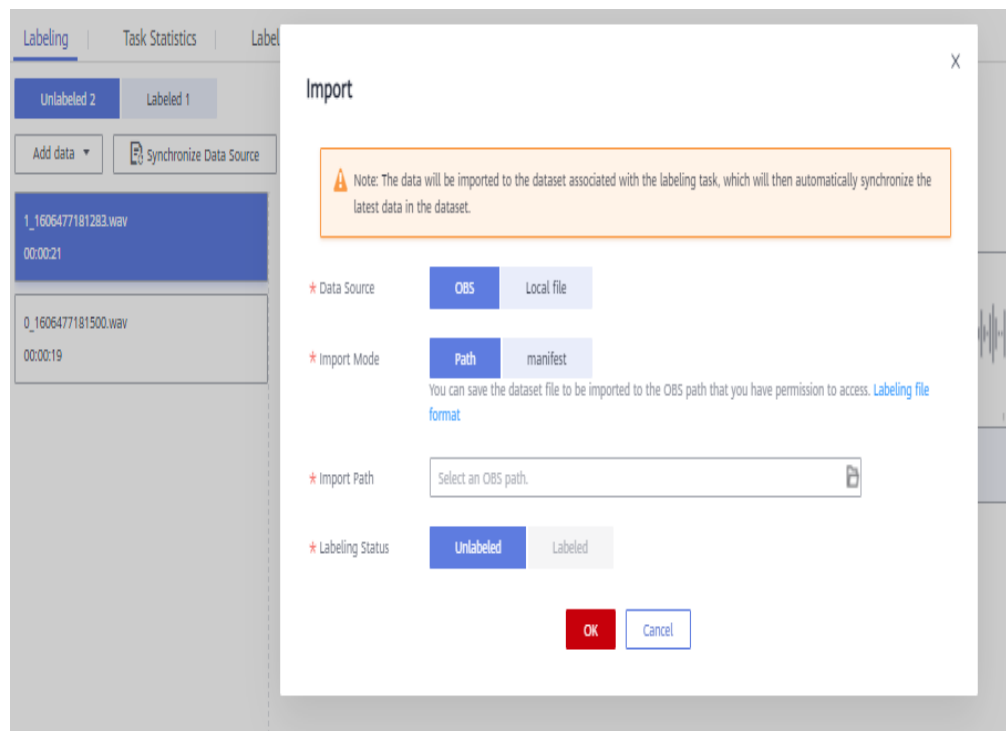 Labeling
Task Statistics
Label
Unlabeled 2
Labeled 1
Add data
Synchronize Data Source
1_1606477181283.wav
00:00:21
0_1606477181500.wav
00:00:19
X
Import
Note: The data will be imported to the dataset associated with the labeling task, which will then automatically synchronize the
latest data in the dataset.
* Data Source
OBS
Local file
* Import Mode
Path
manifest
You can save the dataset file to be imported to the OBS path that you have permission to access. Labeling file
format
* Import Path
Select an OBS path.
* Labeling Status
Unlabeled
Labeled
OK
Cancel